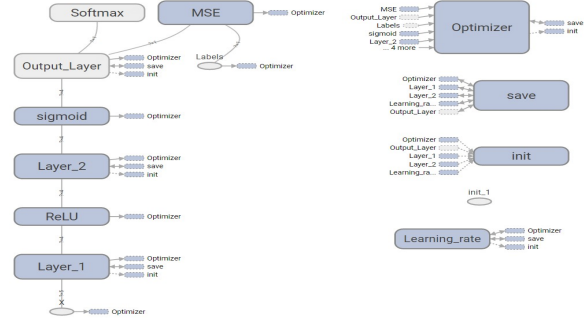 Softmax
MSE
Optimizer
Labels
Optimizer
Output_Layer
Optimizer
save
init
sigmoid
Optimizer
Layer_2
Optimizer
save
init
ReLU
Optimizer
Layer_1
Optimizer
save
init
X
Optimizer
MSE
Output_Layer
Labels
sigmoid
Layer_2
... 4 more
Optimizer
save
init
Optimizer
Layer_1
Layer_2
Learning_ra...
Output_Layer
save
Optimizer
Output_Layer
Layer_1
Layer_2
Learning_ra...
init
init_1
Learning_rate
Optimizer
save
init